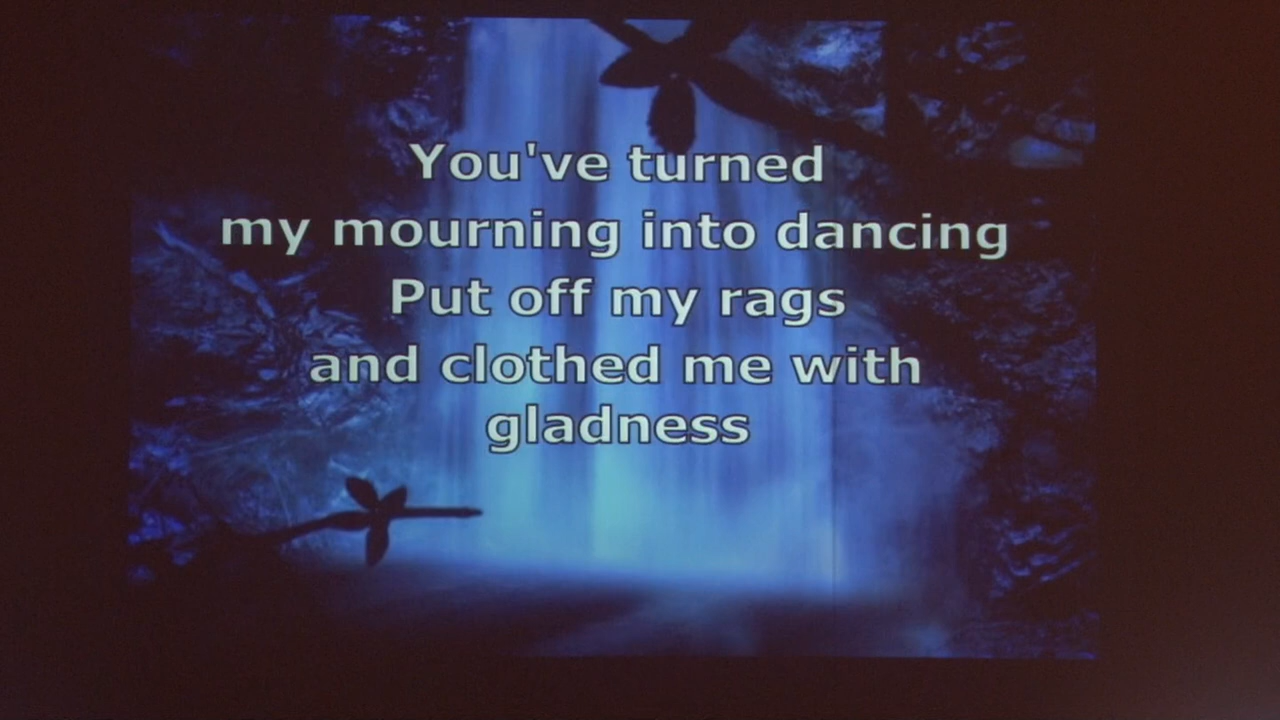 You've turned
my mourning into dancing
Put off my rags
and clothed me with
gladness